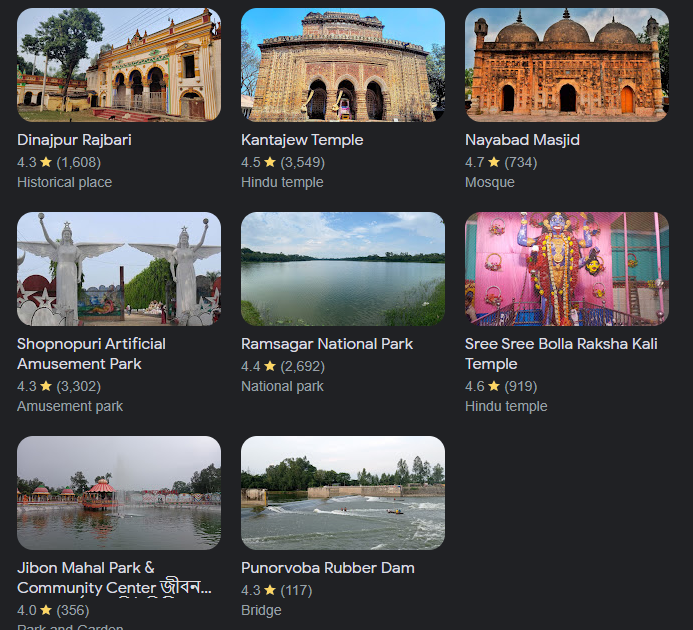 Dinajpur Rajbari
4.3 ★ (1,608)
Historical place
Kantajew Temple
4.5 ★ (3,549)
Hindu temple
Nayabad Masjid
4.7 ★ (734)
Mosque
Shopnopuri Artificial
Amusement Park
4.3 ★ (3,302)
Amusement park
Ramsagar National Park
4.4 ★ (2,692)
National park
Sree Sree Bolla Raksha Kali
Temple
4.6 ★ (919)
Hindu temple
Jibon Mahal Park &
Community Center জীবন...
4.0 ★ (356)
Park and Garden
Punorvoba Rubber Dam
4.3 ★ (117)
Bridge